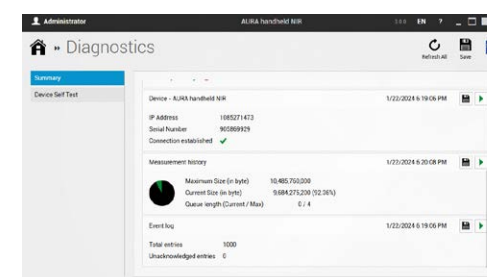 Administrator
AURA handheld NIR
EN ?
Diagnostics
Refresh All
Save
Summary
Device Self Test
Device - AURA handheld NIR
1/22/2024 6:19:06 PM
IP Address 1085271473
Serial Number 905869929
Connection established
Measurement history
1/22/2024 6:20:08 PM
Maximum Size (in byte) 10,485,760,000
Current Size (in byte) 9,684,275,200 (92.36%)
Queue length (Current / Max) 0 / 4
Event log
1/22/2024 6:19:06 PM
Total entries 1000
Unacknowledged entries 0